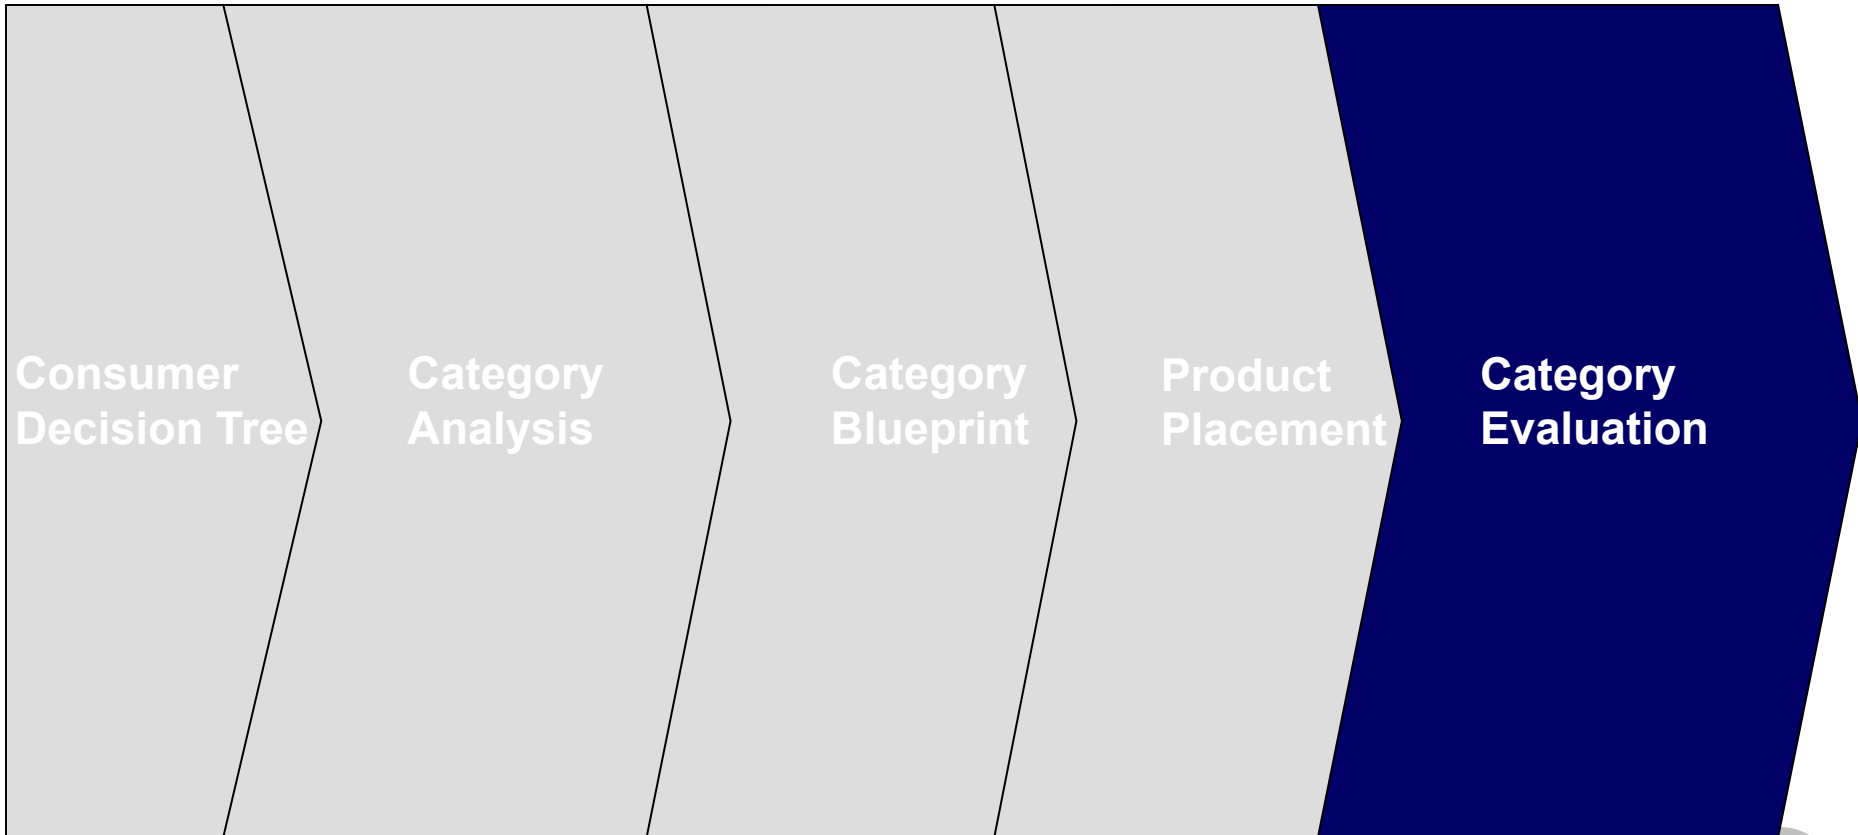 Consumer
Decision Tree
Category
Analysis
Category
Blueprint
Product
Placement
Category
Evaluation